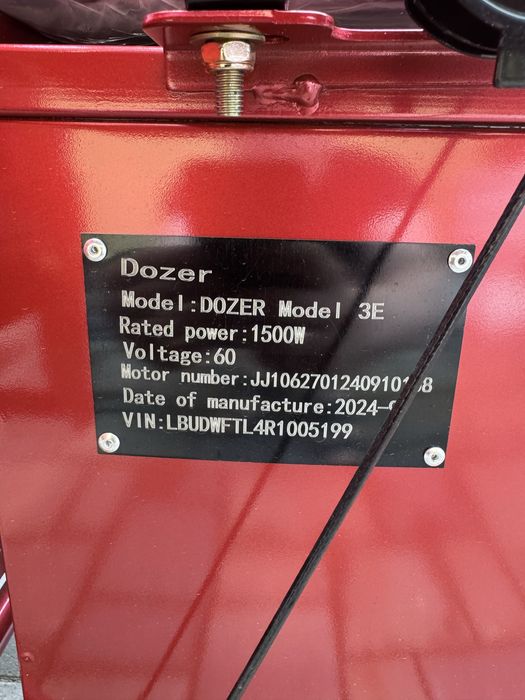 Dozer
Model:DOZER Model 3E
Rated power:1500W
Voltage:60
Motor number:
Date of manufacture:
VIN:LBUDWFTL4R1005199